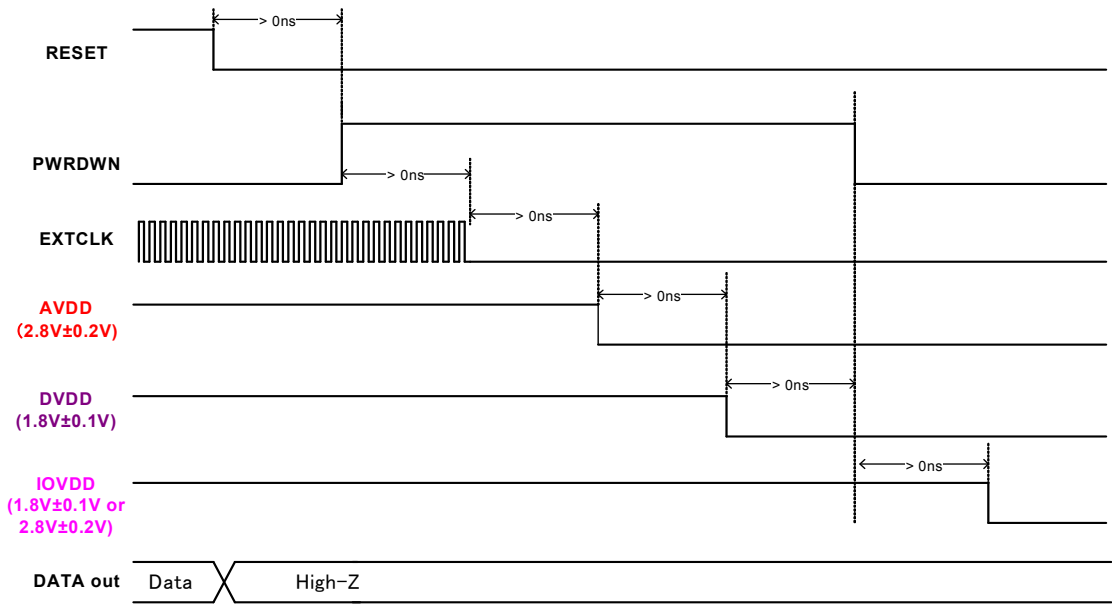 > 0ns
RESET
PWRDWN
> 0ns
> 0ns
EXTCLK
AVDD
(2.8V±0.2V)
> 0ns
DVDD
(1.8V±0.1V)
> 0ns
IOVDD
(1.8V±0.1V or
2.8V±0.2V)
> 0ns
DATA out
Data
High-Z